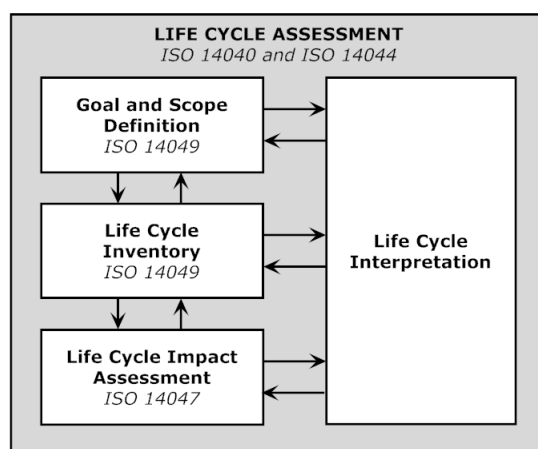 LIFE CYCLE ASSESSMENT
ISO 14040 and ISO 14044
Goal and Scope
Definition
ISO 14049
Life Cycle
Inventory
ISO 14049
Life Cycle Impact
Assessment
ISO 14047
Life Cycle
Interpretation